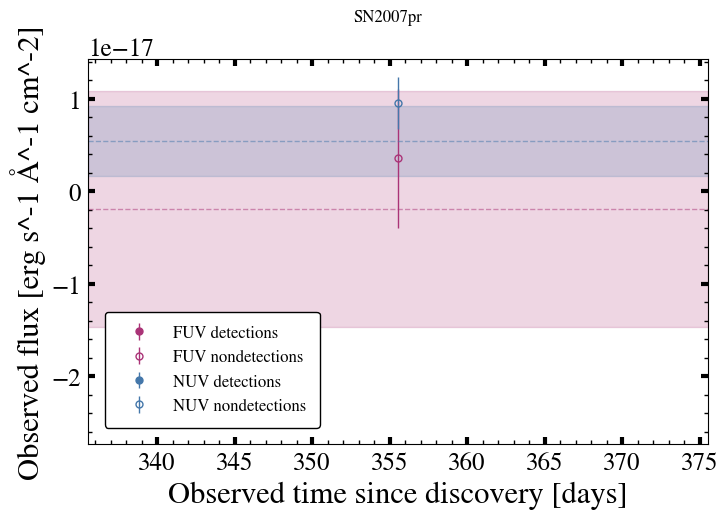 SN2007pr
1e−17
Observed flux [erg s^-1 Å^-1 cm^-2]
1
0
−1
−2
FUV detections
FUV nondetections
NUV detections
NUV nondetections
340 345 350 355 360 365 370 375
Observed time since discovery [days]